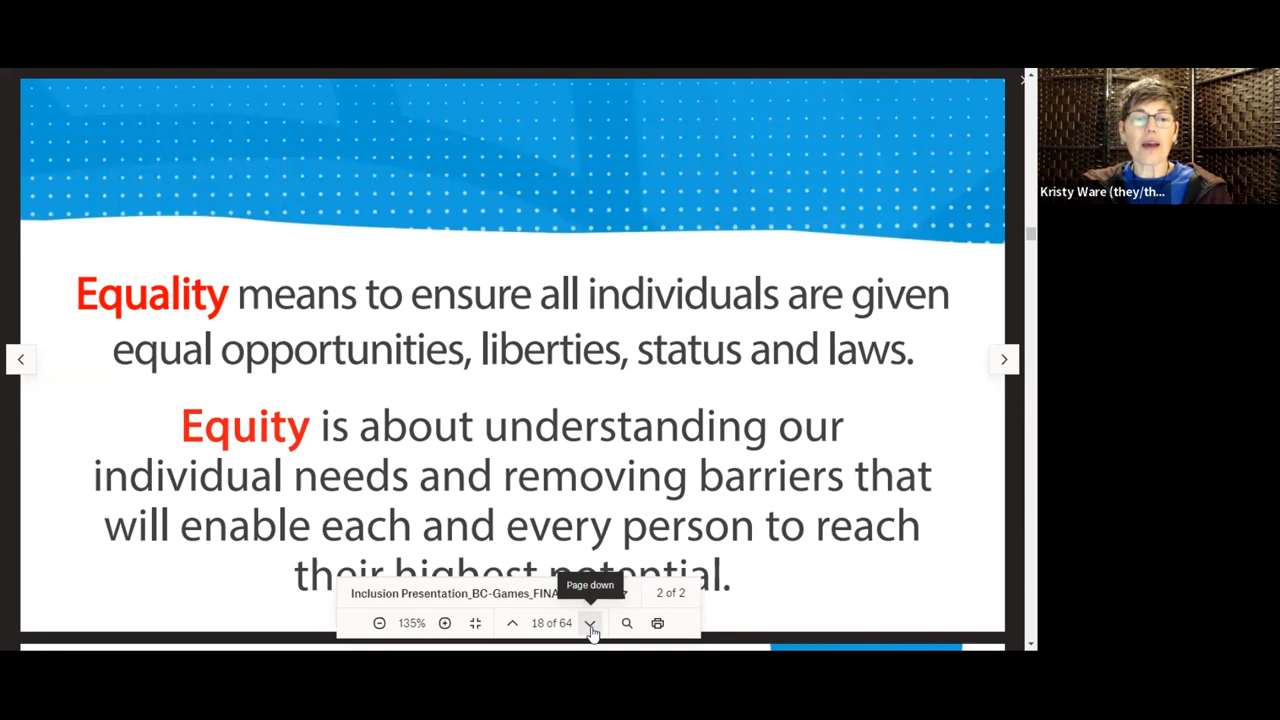 Equality means to ensure all individuals are given
equal opportunities, liberties, status and laws.
Equity is about understanding our
individual needs and removing barriers that
will enable each and every person to reach
their highest potential.
Page down
Inclusion Presentation_BC-Games_FINA
2 of 2
135%
18 of 64
Kristy Ware (they/th...